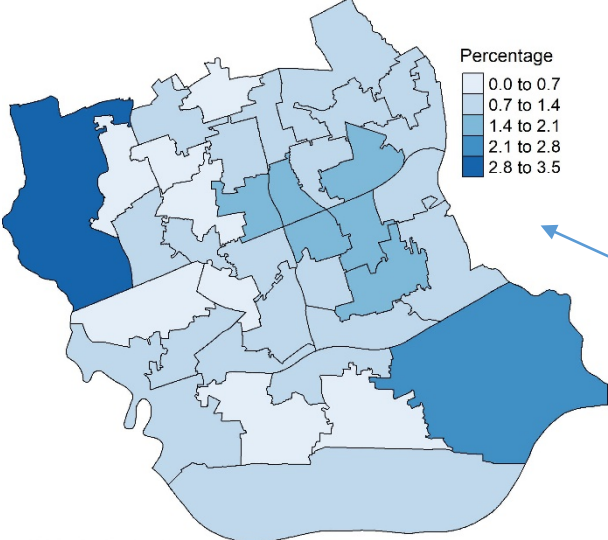 Percentage
0.0 to 0.7
0.7 to 1.4
1.4 to 2.1
2.1 to 2.8
2.8 to 3.5